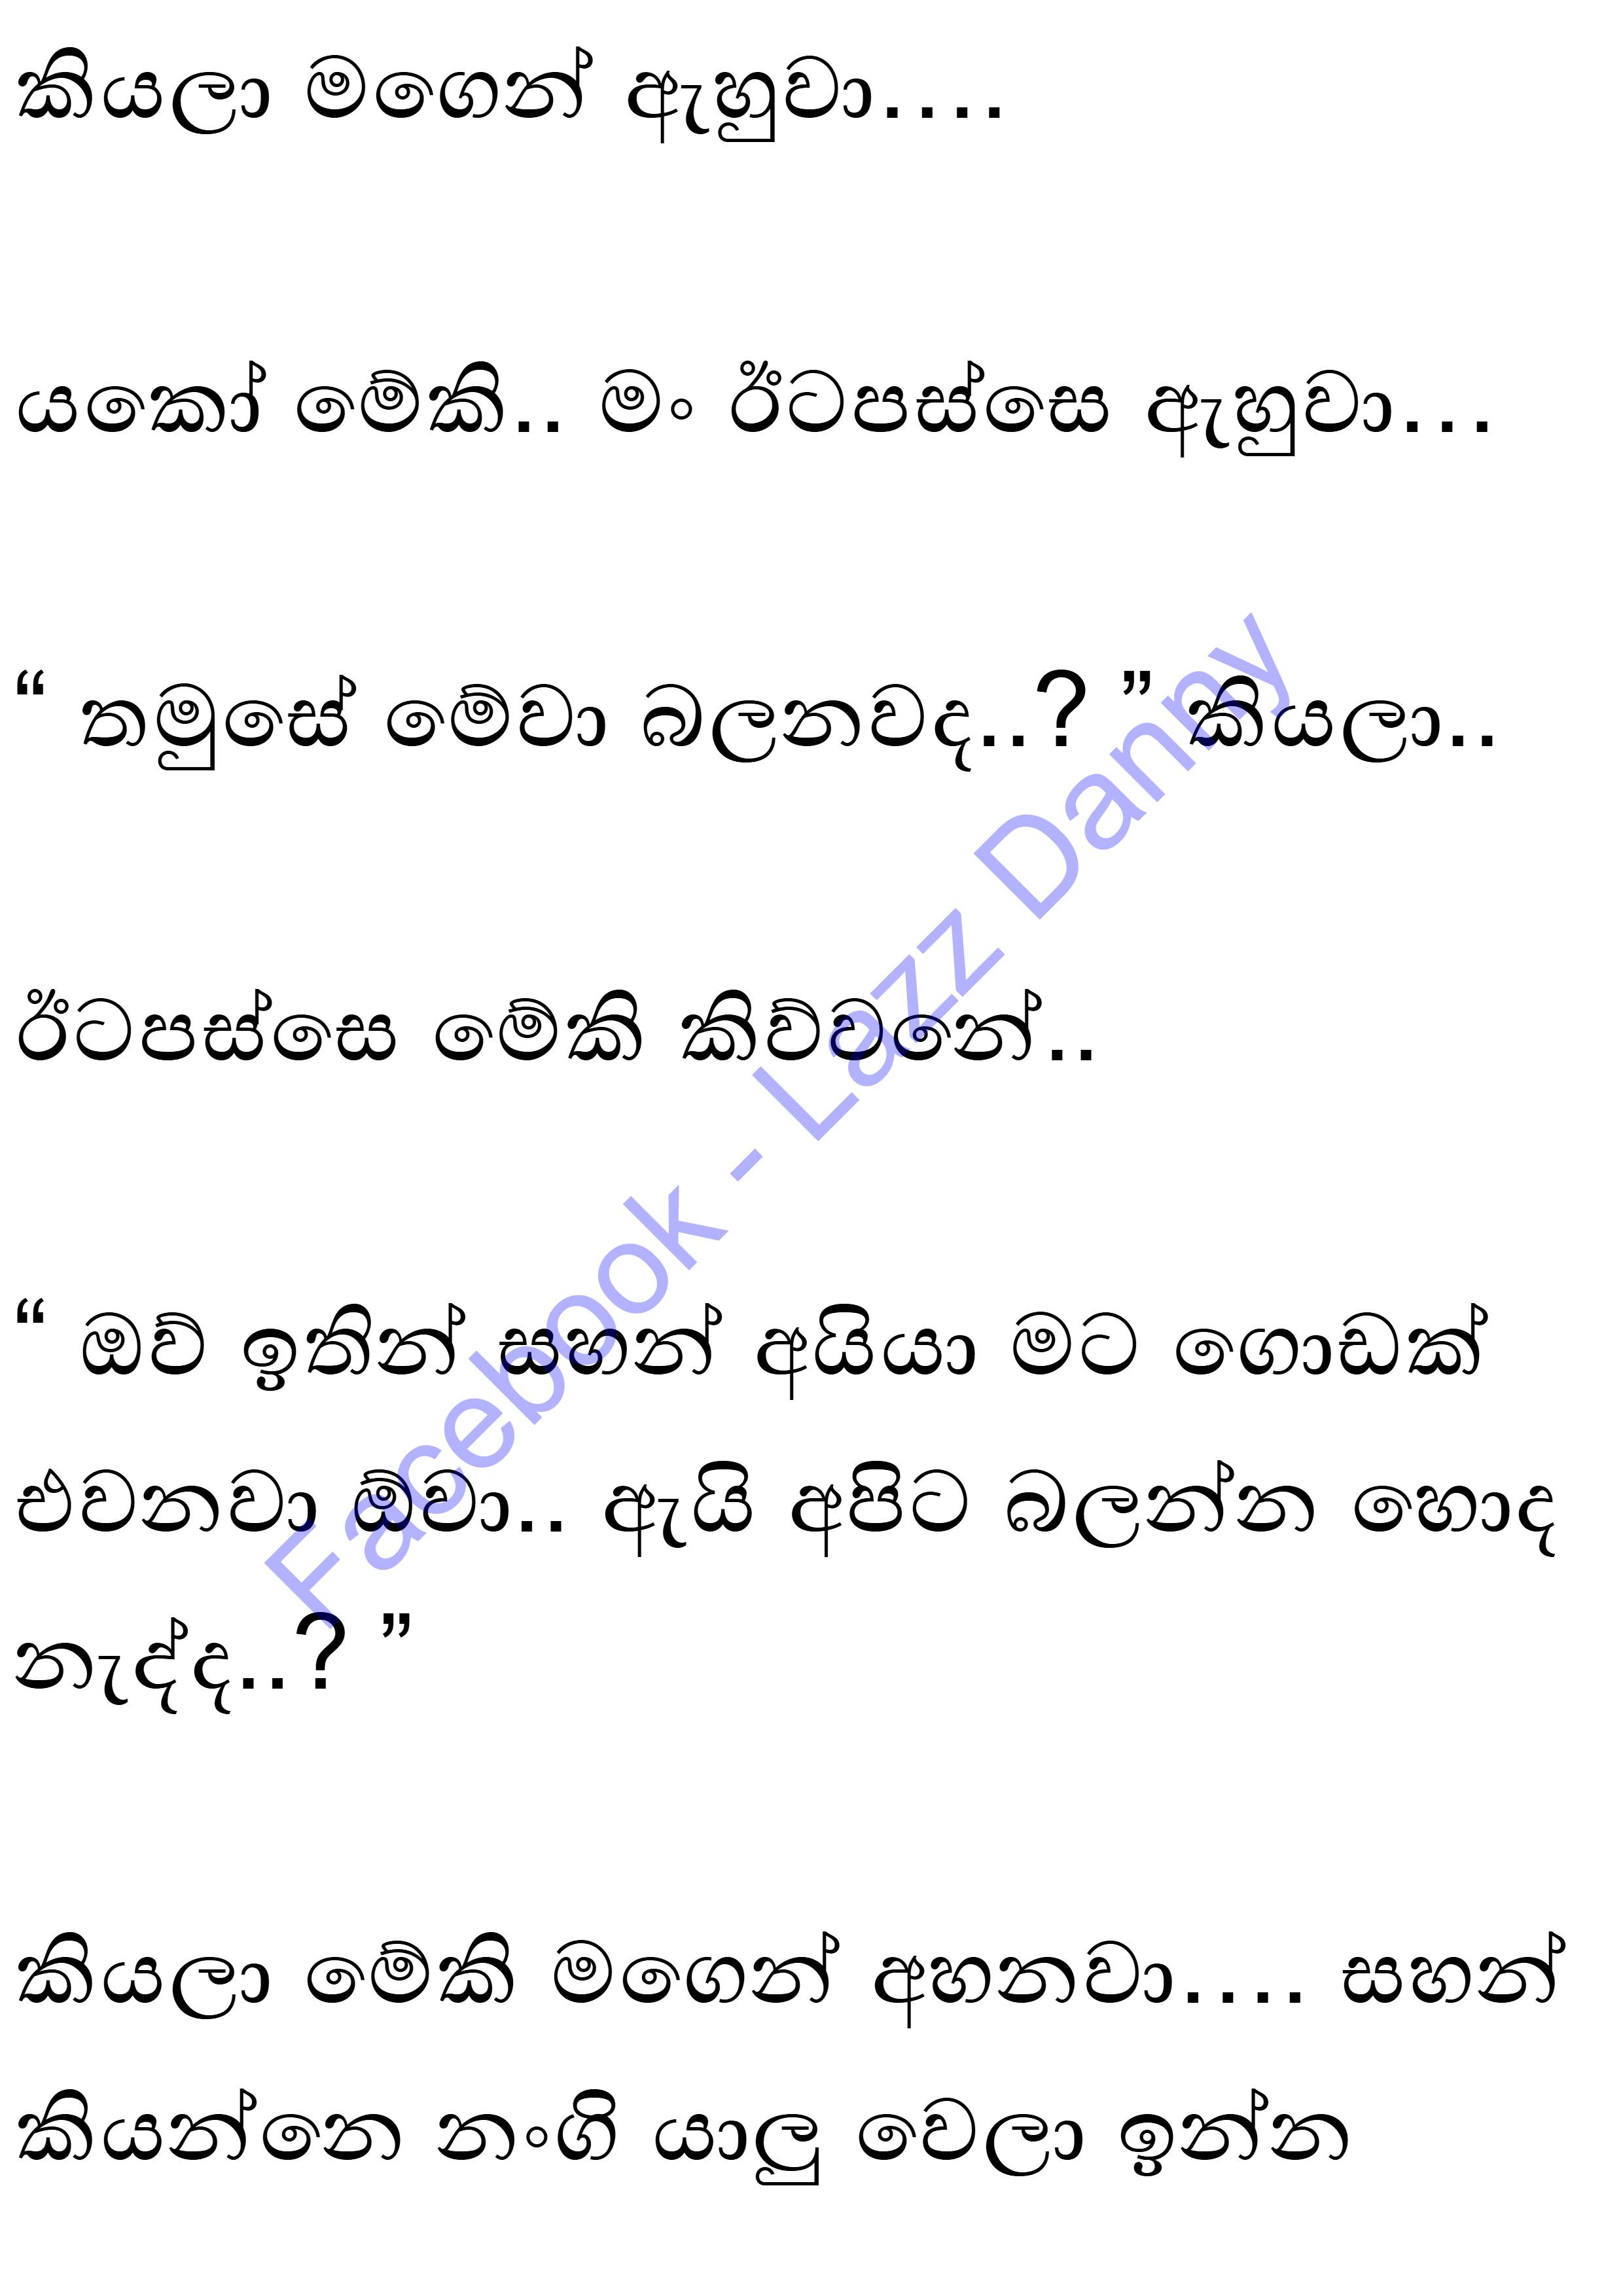 කියලා මගෙන් ඇහුවා....
යකෝ මේකි.. මං ඊටපස්සෙ ඇහුවා...
“ තමුසේ මේවා බලනවද..? ” කියලා..
ඊටපස්සෙ මේකි කිව්වනේ..
“ ඔව් ඉතින් සහන් අයියා මට ගොඩක්
එවනවා ඕවා.. ඇයි අපිට බලන්න හොද
නැද්ද..? ”
කියලා මේකි මගෙන් අහනවා.... සහන්
කියන්නෙ නංගි යාලු වෙලා ඉන්න
Facebook - Lazz Danny